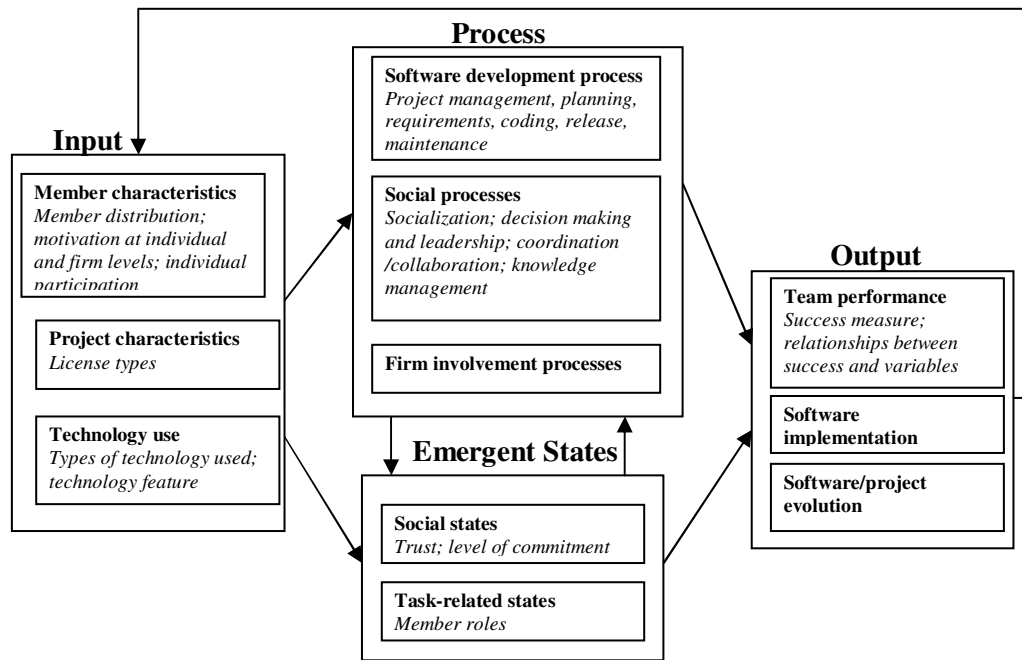 Process
Software development process
Project management, planning,
requirements, coding, release,
maintenance
Social processes
Socialization; decision making
and leadership; coordination
/collaboration; knowledge
management
Firm involvement processes
Input
Member characteristics
Member distribution;
motivation at individual
and firm levels; individual
participation
Project characteristics
License types
Technology use
Types of technology used;
technology feature
Emergent States
Social states
Trust; level of commitment
Task-related states
Member roles
Output
Team performance
Success measure;
relationships between
success and variables
Software
implementation
Software/project
evolution